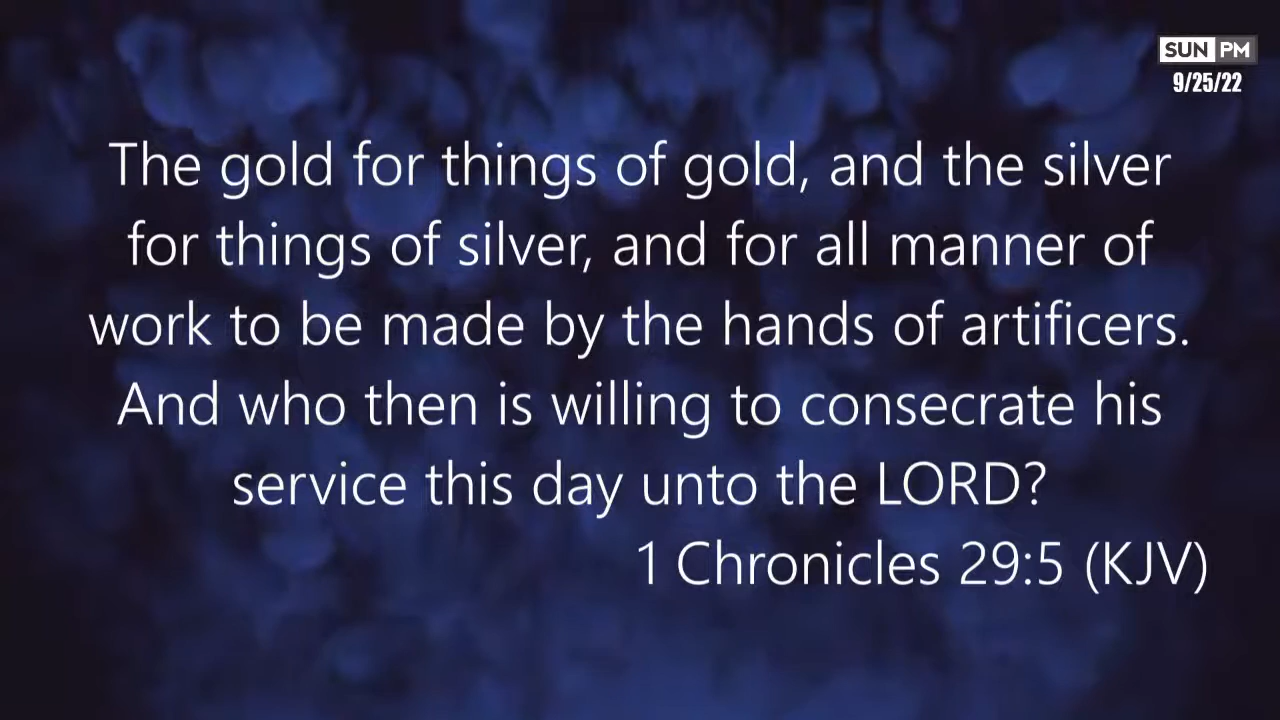 SUN PM
9/25/22
The gold for things of gold, and the silver
for things of silver, and for all manner of
work to be made by the hands of artificers.
And who then is willing to consecrate his
service this day unto the LORD?
1 Chronicles 29:5 (KJV)